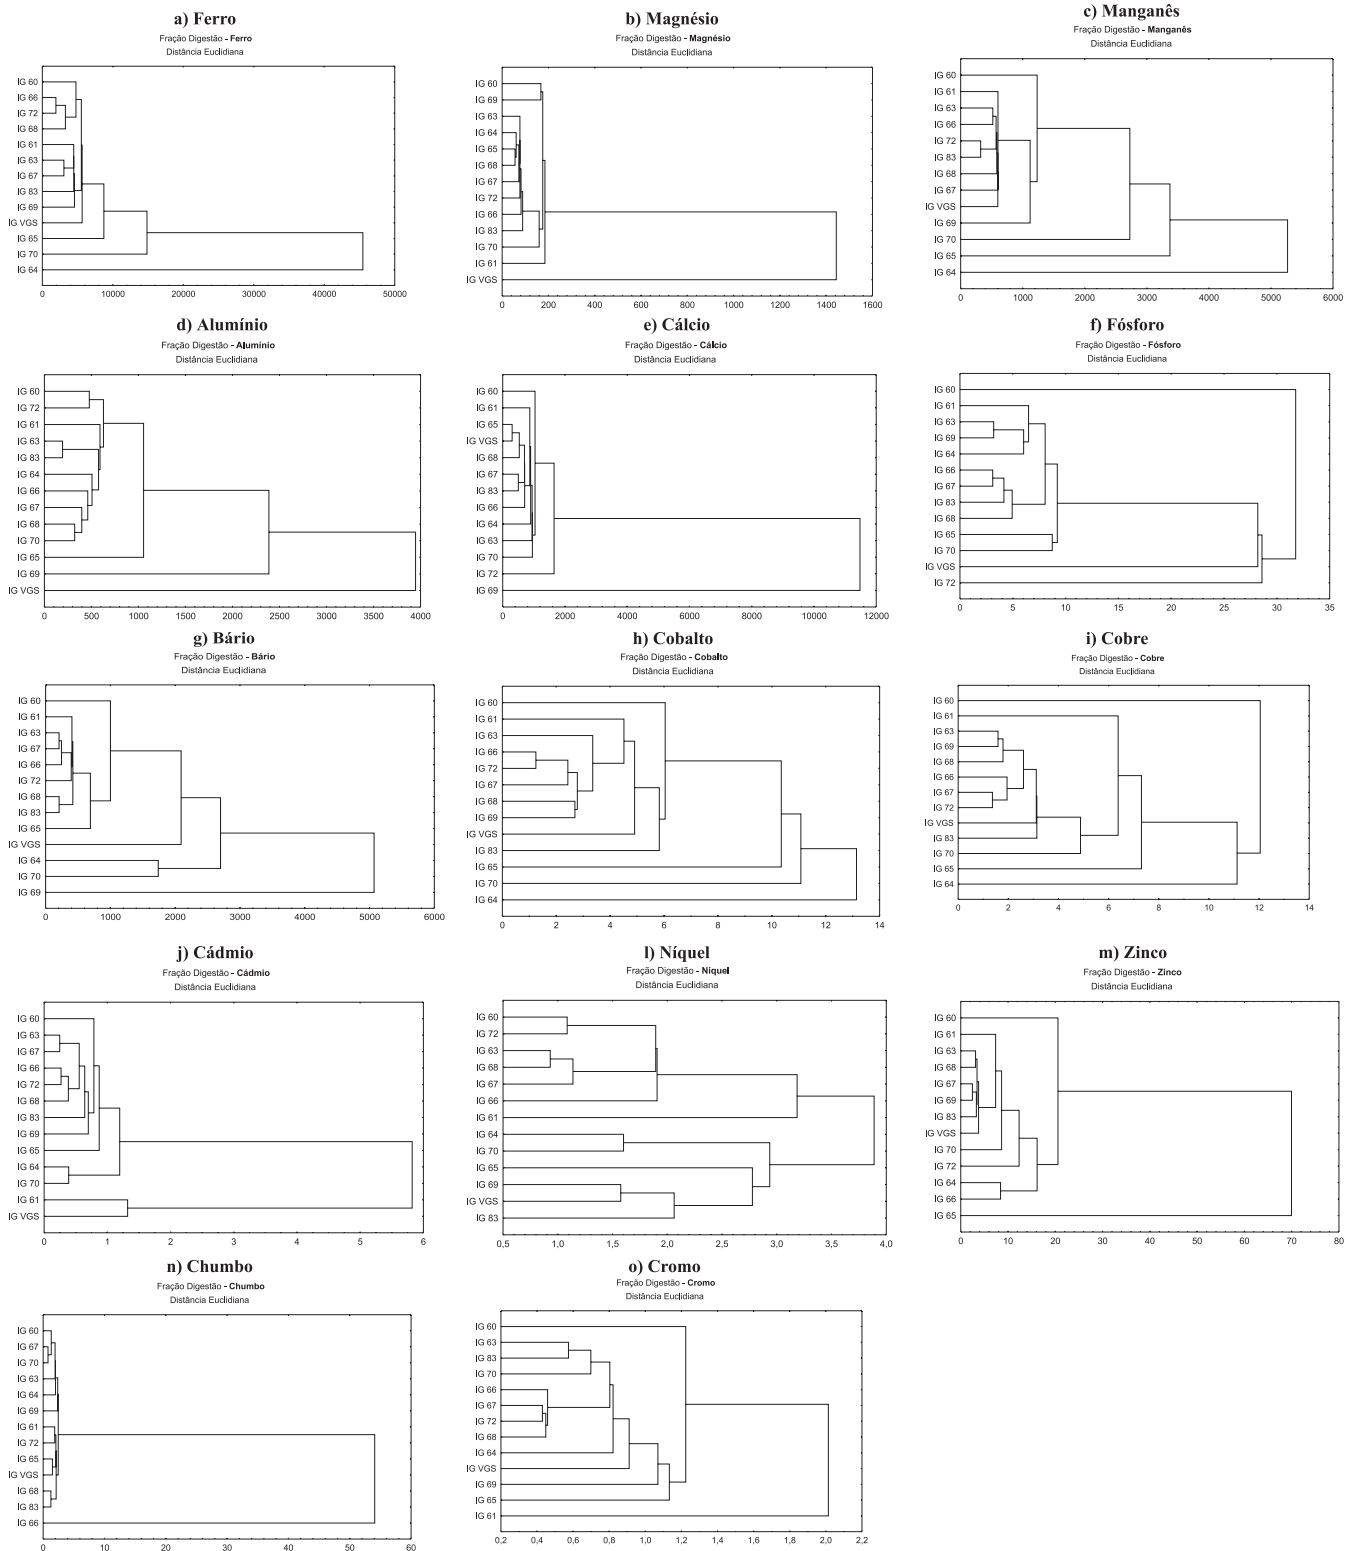 a) Ferro
Fração Digestão - Ferro
Distância Euclidiana
IG 60
IG 66
IG 72
IG 68
IG 61
IG 63
IG 67
IG 83
IG 69
IG VGS
IG 65
IG 70
IG 64
0 10000 20000 30000 40000 50000
b) Magnésio
Fração Digestão - Magnésio
Distância Euclidiana
IG 60
IG 69
IG 63
IG 64
IG 65
IG 68
IG 67
IG 72
IG 66
IG 83
IG 70
IG 61
IG VGS
0 200 400 600 800 1000 1200 1400 1600
c) Manganês
Fração Digestão - Manganês
Distância Euclidiana
IG 60
IG 61
IG 63
IG 66
IG 72
IG 83
IG 68
IG 67
IG VGS
IG 69
IG 70
IG 65
IG 64
0 1000 2000 3000 4000 5000 6000
d) Alumínio
Fração Digestão - Alumínio
Distância Euclidiana
IG 60
IG 72
IG 61
IG 63
IG 83
IG 64
IG 66
IG 67
IG 68
IG 70
IG 65
IG 69
IG VGS
0 500 1000 1500 2000 2500 3000 3500 4000
e) Cálcio
Fração Digestão - Cálcio
Distância Euclidiana
IG 60
IG 61
IG 65
IG VGS
IG 68
IG 67
IG 83
IG 66
IG 64
IG 63
IG 70
IG 72
IG 69
0 2000 4000 6000 8000 10000 12000
f) Fósforo
Fração Digestão - Fósforo
Distância Euclidiana
IG 60
IG 61
IG 63
IG 69
IG 64
IG 66
IG 67
IG 83
IG 68
IG 65
IG 70
IG VGS
IG 72
0 5 10 15 20 25 30 35
g) Bário
Fração Digestão - Bário
Distância Euclidiana
IG 60
IG 61
IG 63
IG 67
IG 66
IG 72
IG 68
IG 83
IG 65
IG VGS
IG 64
IG 70
IG 69
0 1000 2000 3000 4000 5000 6000
h) Cobalto
Fração Digestão - Cobalto
Distância Euclidiana
IG 60
IG 61
IG 63
IG 66
IG 72
IG 67
IG 68
IG 69
IG VGS
IG 83
IG 65
IG 70
IG 64
0 2 4 6 8 10 12 14
i) Cobre
Fração Digestão - Cobre
Distância Euclidiana
IG 60
IG 61
IG 63
IG 69
IG 68
IG 66
IG 67
IG 72
IG VGS
IG 83
IG 70
IG 65
IG 64
0 2 4 6 8 10 12 14
j) Cádmio
Fração Digestão - Cádmio
Distância Euclidiana
IG 60
IG 63
IG 67
IG 66
IG 72
IG 68
IG 83
IG 69
IG 65
IG 64
IG 70
IG 61
IG VGS
0 1 2 3 4 5 6
l) Níquel
Fração Digestão - Níquel
Distância Euclidiana
IG 60
IG 72
IG 63
IG 68
IG 67
IG 66
IG 61
IG 64
IG 70
IG 65
IG 69
IG VGS
IG 83
0,5 1,0 1,5 2,0 2,5 3,0 3,5 4,0
m) Zinco
Fração Digestão - Zinco
Distância Euclidiana
IG 60
IG 61
IG 63
IG 68
IG 67
IG 69
IG 83
IG VGS
IG 70
IG 72
IG 64
IG 66
IG 65
0 10 20 30 40 50 60 70 80
n) Chumbo
Fração Digestão - Chumbo
Distância Euclidiana
IG 60
IG 67
IG 70
IG 63
IG 64
IG 69
IG 61
IG 72
IG 65
IG VGS
IG 68
IG 83
IG 66
0 10 20 30 40 50 60
o) Cromo
Fração Digestão - Cromo
Distância Euclidiana
IG 60
IG 63
IG 83
IG 70
IG 66
IG 67
IG 72
IG 68
IG 64
IG VGS
IG 69
IG 65
IG 61
0,2 0,4 0,6 0,8 1,0 1,2 1,4 1,6 1,8 2,0 2,2